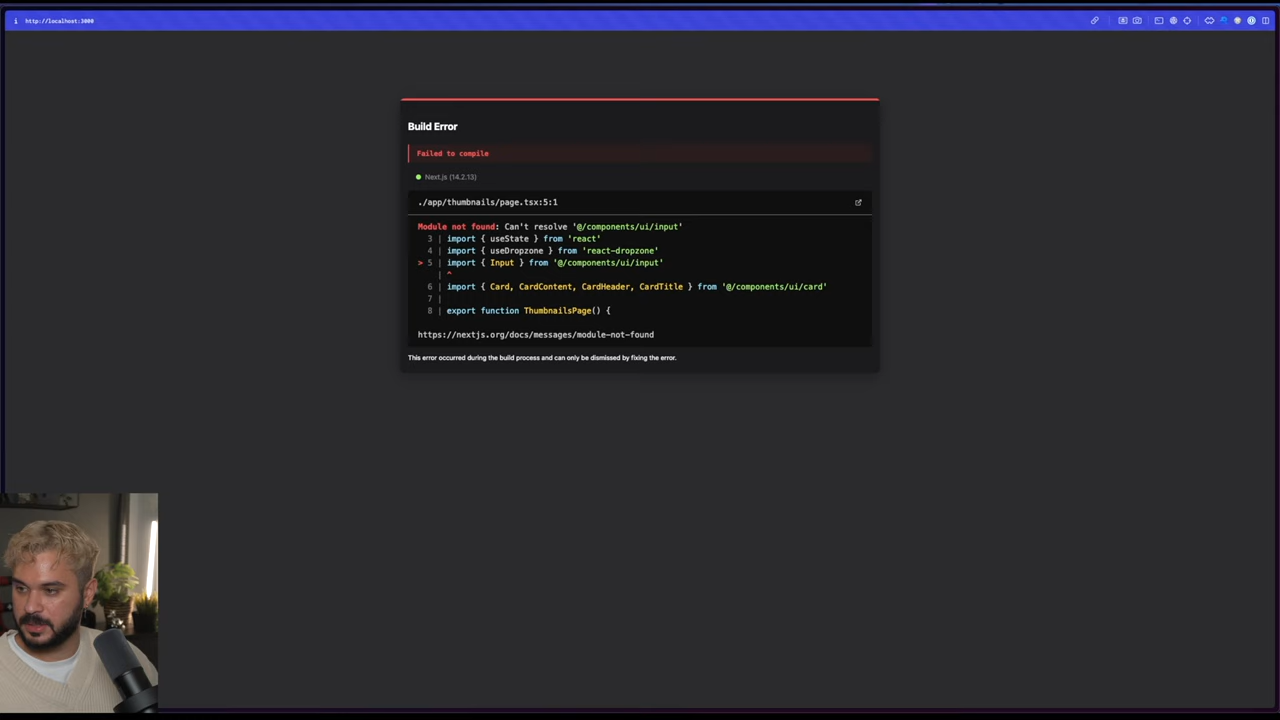 http://localhost:3000
Build Error
Failed to compile
Next.js (14.2.13)
./app/thumbnails/page.tsx:5:1
Module not found: Can't resolve '@/components/ui/input'
3 | import { useState } from 'react'
4 | import { useDropzone } from 'react-dropzone'
> 5 | import { Input } from '@/components/ui/input'
| ^
6 | import { Card, CardContent, CardHeader, CardTitle } from '@/components/ui/card'
7 |
8 | export function ThumbnailsPage() {
https://nextjs.org/docs/messages/module-not-found
This error occurred during the build process and can only be dismissed by fixing the error.